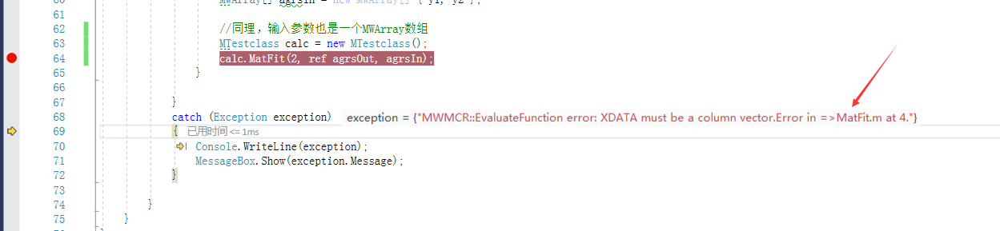 MWArray[] agrsIn = new MWArray[] { y1, y2 };
61
62 //同理，输入参数也是一个MWArray数组
63 MTestclass calc = new MTestclass();
64 calc.MatFit(2, ref agrsOut, agrsIn);
65 }
66
67 }
68 catch (Exception exception) exception = {"MWMCR::EvaluateFunction error: XDATA must be a column vector.Error in =>MatFit.m at 4."}
69 { 已用时间 <= 1ms
70 Console.WriteLine(exception);
71 MessageBox.Show(exception.Message);
72 }
73
74 }
75 }